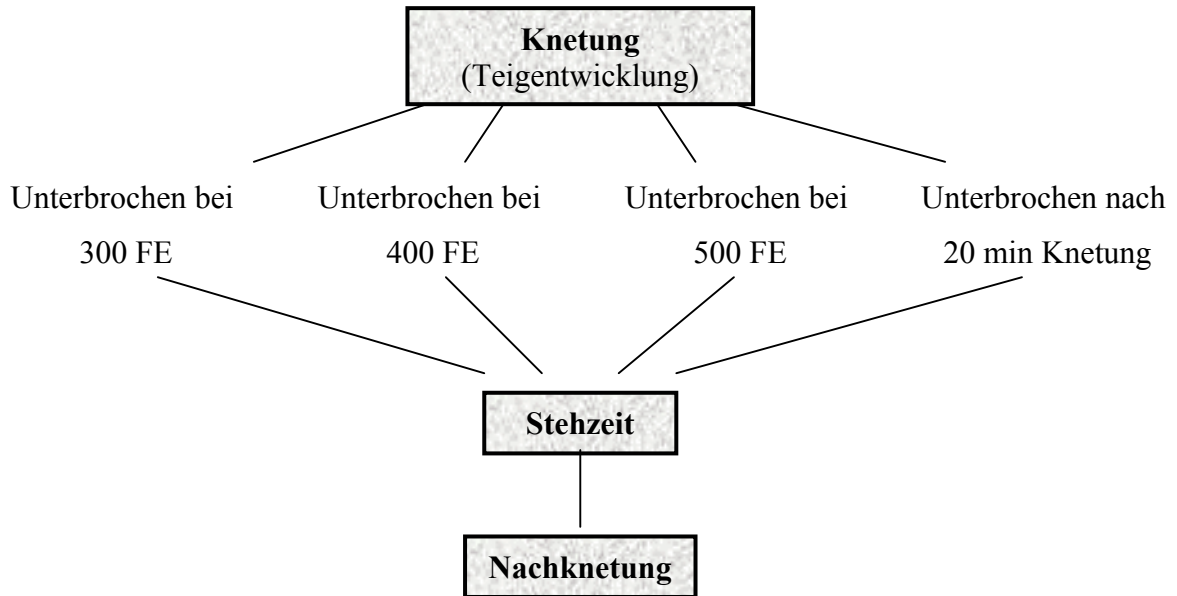 Knetung
(Teigentwicklung)
Unterbrochen bei
300 FE
Unterbrochen bei
400 FE
Unterbrochen bei
500 FE
Unterbrochen nach
20 min Knetung
Stehzeit
Nachknetung